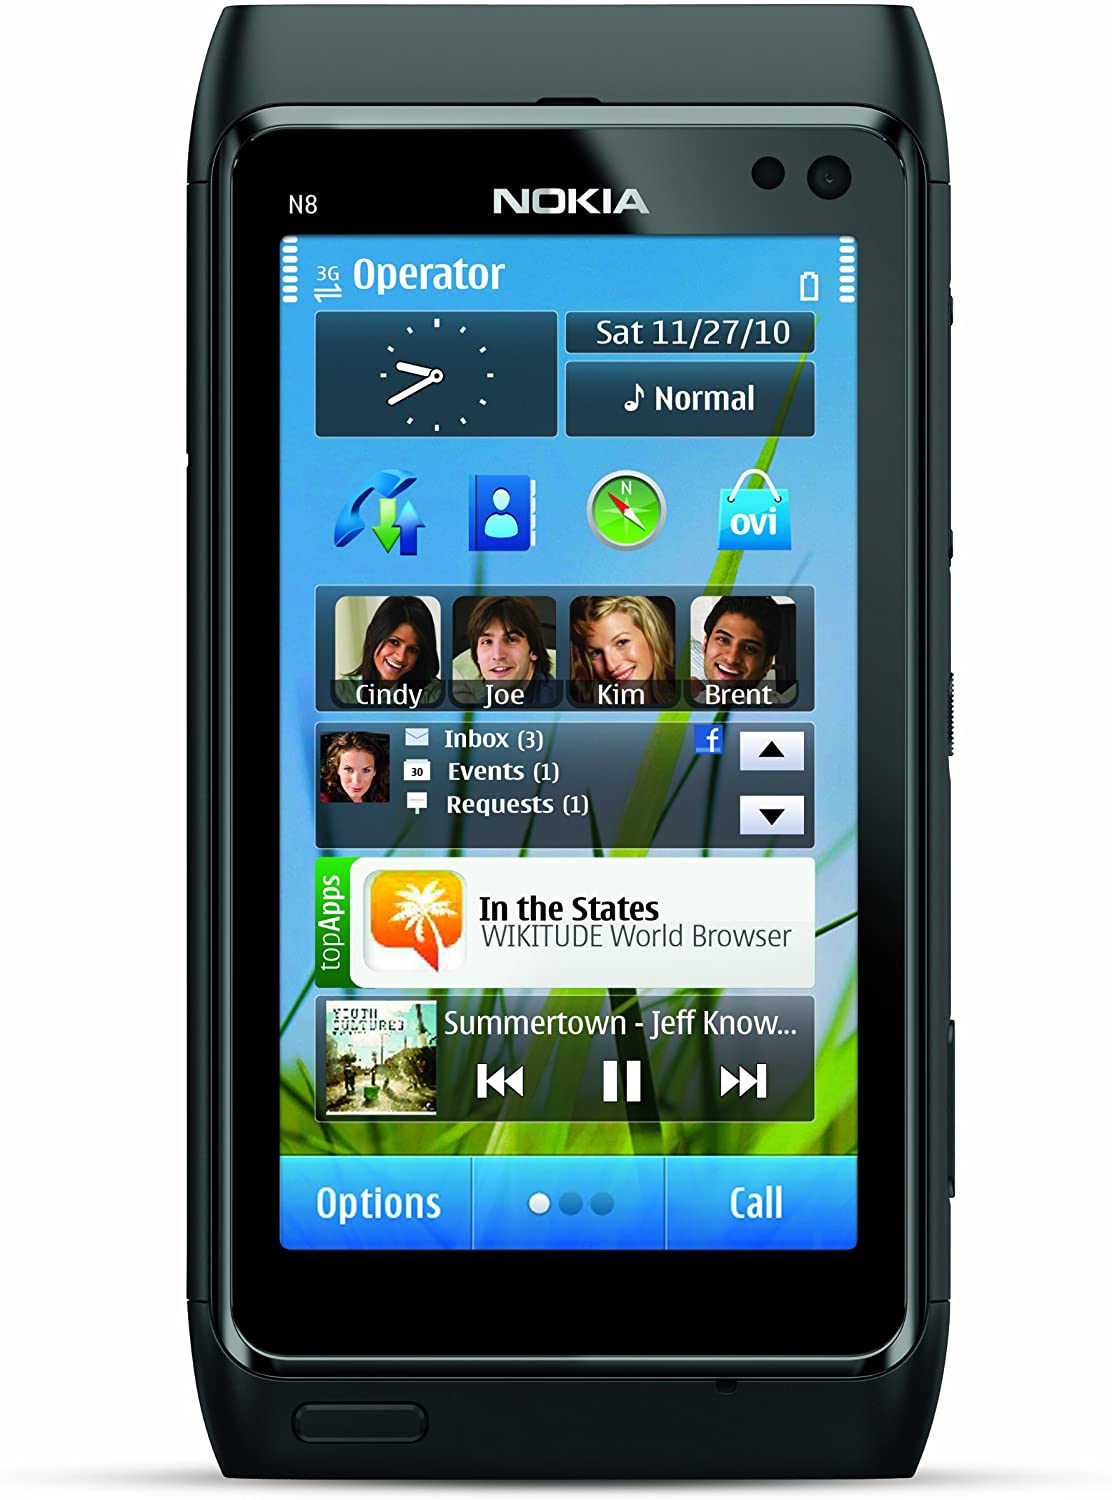 N8
NOKIA
3G Operator
Sat 11/27/10
Normal
N
ovi
Cindy Joe Kim Brent
Inbox (3)
f
30 Events (1)
Requests (1)
topApps
In the States
WIKITUDE World Browser
YOUTH
CULTURES
Summertown - Jeff Know...
Options Call